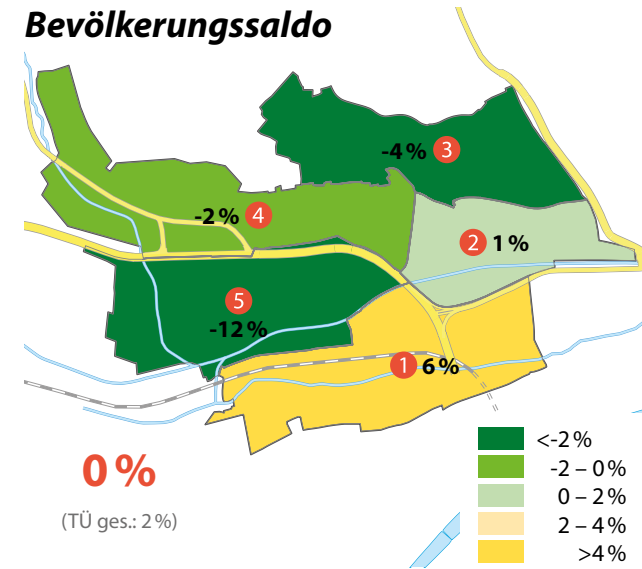 Bevölkerungssaldo
-4 % 3
-2 % 4
2 1 %
5
-12 %
1 6 %
0 %
(TÜ ges.: 2 %)
<-2 %
-2 – 0 %
0 – 2 %
2 – 4 %
>4 %